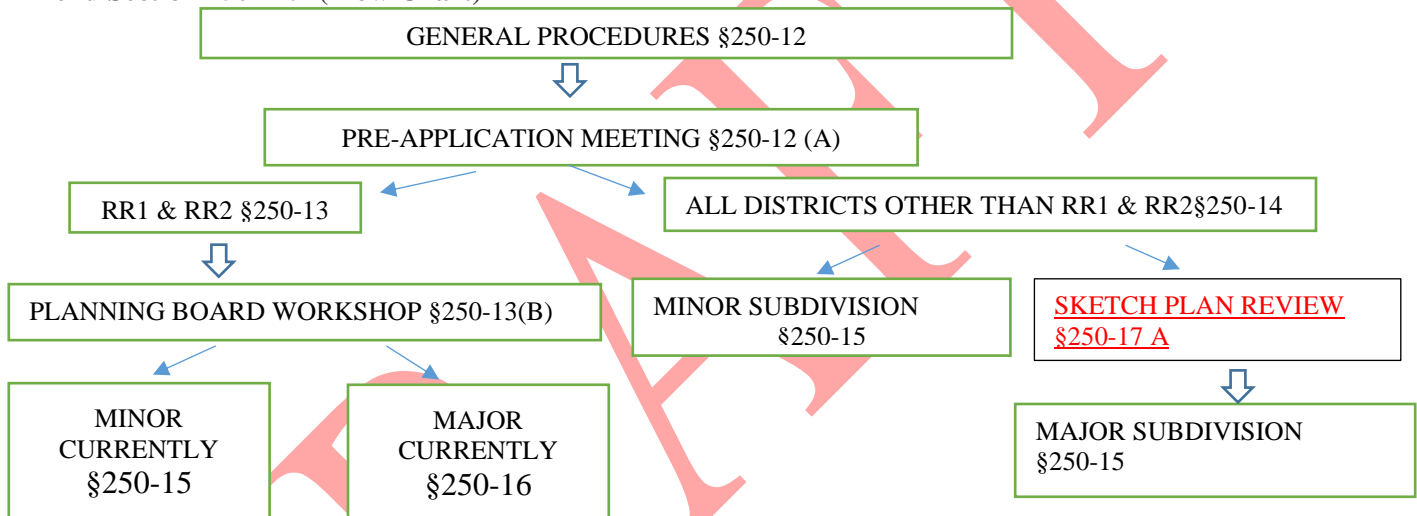 GENERAL PROCEDURES §250-12
PRE-APPLICATION MEETING §250-12 (A)
RR1 & RR2 §250-13
ALL DISTRICTS OTHER THAN RR1 & RR2§250-14
PLANNING BOARD WORKSHOP §250-13(B)
MINOR SUBDIVISION
§250-15
SKETCH PLAN REVIEW
§250-17 A
MINOR
CURRENTLY
§250-15
MAJOR
CURRENTLY
§250-16
MAJOR SUBDIVISION
§250-15